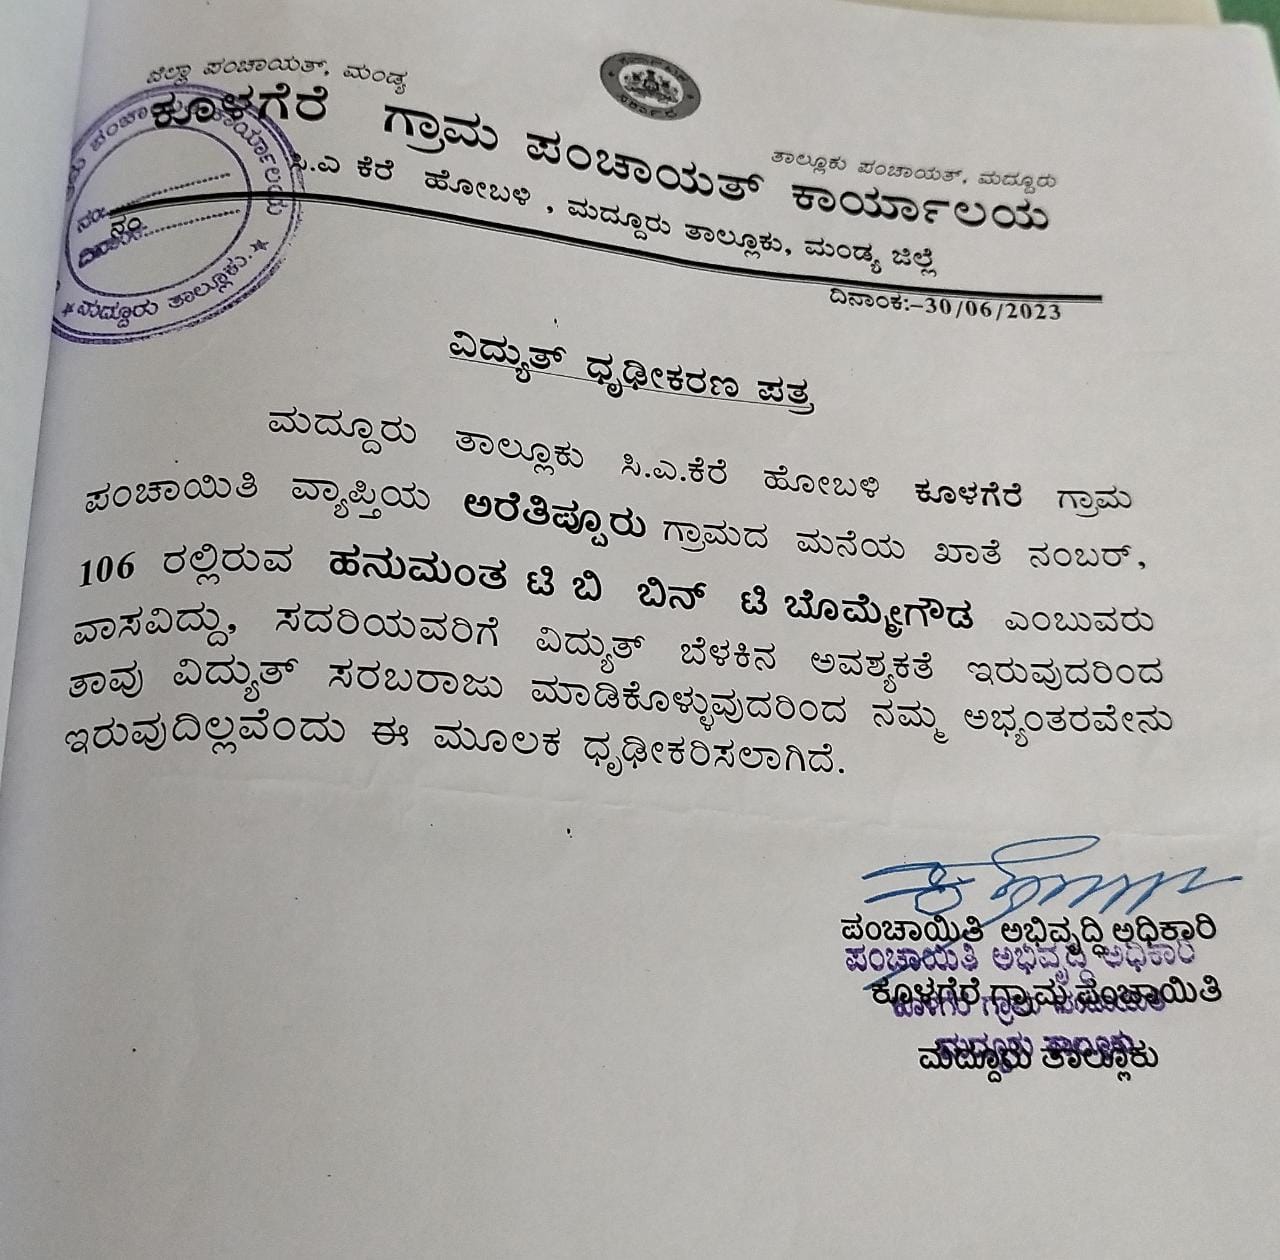 ಜಿಲ್ಲಾ ಪಂಚಾಯತ್, ಮಂಡ್ಯ
ತಾಲ್ಲೂಕು ಪಂಚಾಯತ್, ಮದ್ದೂರು
ಕೂಳಗೆರೆ ಗ್ರಾಮ ಪಂಚಾಯತ್ ಕಾರ್ಯಾಲಯ
ಸಿ.ಎ ಕೆರೆ ಹೋಬಳಿ , ಮದ್ದೂರು ತಾಲ್ಲೂಕು, ಮಂಡ್ಯ ಜಿಲ್ಲೆ
ನಂ.
ನಂ.
ದಿನಾಂಕ
ಮದ್ದೂರು ತಾಲ್ಲೂಕು.
ದಿನಾಂಕ:-30/06/2023
ವಿದ್ಯುತ್ ಧೃಢೀಕರಣ ಪತ್ರ
ಮದ್ದೂರು ತಾಲ್ಲೂಕು ಸಿ.ಎ.ಕೆರೆ ಹೋಬಳಿ ಕೂಳಗೆರೆ ಗ್ರಾಮ
ಪಂಚಾಯಿತಿ ವ್ಯಾಪ್ತಿಯ ಅರೆತಿಪ್ಪೂರು ಗ್ರಾಮದ ಮನೆಯ ಖಾತೆ ನಂಬರ್,
106 ರಲ್ಲಿರುವ ಹನುಮಂತ ಟಿ ಬಿ ಬಿನ್ ಟಿ ಬೊಮ್ಮೇಗೌಡ ಎಂಬುವರು
ವಾಸವಿದ್ದು, ಸದರಿಯವರಿಗೆ ವಿದ್ಯುತ್ ಬೆಳಕಿನ ಅವಶ್ಯಕತೆ ಇರುವುದರಿಂದ
ತಾವು ವಿದ್ಯುತ್ ಸರಬರಾಜು ಮಾಡಿಕೊಳ್ಳುವುದರಿಂದ ನಮ್ಮ ಅಭ್ಯಂತರವೇನು
ಇರುವುದಿಲ್ಲವೆಂದು ಈ ಮೂಲಕ ಧೃಢೀಕರಿಸಲಾಗಿದೆ.
ಪಂಚಾಯಿತಿ ಅಭಿವೃದ್ಧಿ ಅಧಿಕಾರಿ
ಪಂಚಾಯಿತಿ ಅಭಿವೃದ್ಧಿ ಅಧಿಕಾರಿ
ಕೂಳಗೆರೆ ಗ್ರಾಮ ಪಂಚಾಯಿತಿ
ಮದ್ದೂರು ತಾಲ್ಲೂಕು